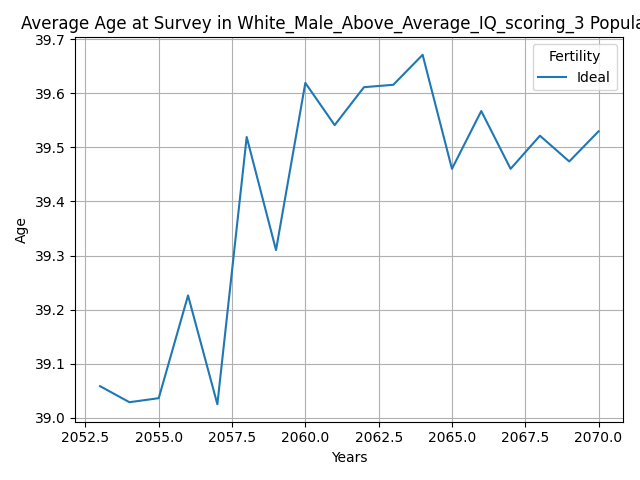 Average Age at Survey in White_Male_Above_Average_IQ_scoring_3 Popula
39.7
39.6
39.5
39.4
39.3
39.2
39.1
39.0
Age
Fertility
Ideal
2052.5 2055.0 2057.5 2060.0 2062.5 2065.0 2067.5 2070.0
Years